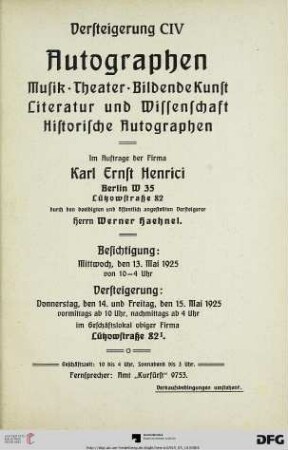 Versteigerung CIV
Autographen
Musik · Theater · Bildende Kunst
Literatur und Wissenschaft
Historische Autographen
Im Auftrage der Firma
Karl Ernst Henrici
Berlin W 35
Lützowstraße 82
durch den beeidigten und öffentlich angestellten Versteigerer
Herrn Werner Haehnel.
Besichtigung:
Mittwoch, den 13. Mai 1925
von 10–4 Uhr
Versteigerung:
Donnerstag, den 14. und Freitag, den 15. Mai 1925
vormittags ab 10 Uhr, nachmittags ab 4 Uhr
im Geschäftslokal obiger Firma
Lützowstraße 82 I.
Geschäftszeit: 10 bis 4 Uhr, Sonnabend bis 2 Uhr.
Fernsprecher: Amt „Kurfürst" 9753.
Verkaufsbedingungen umstehend.
DFG